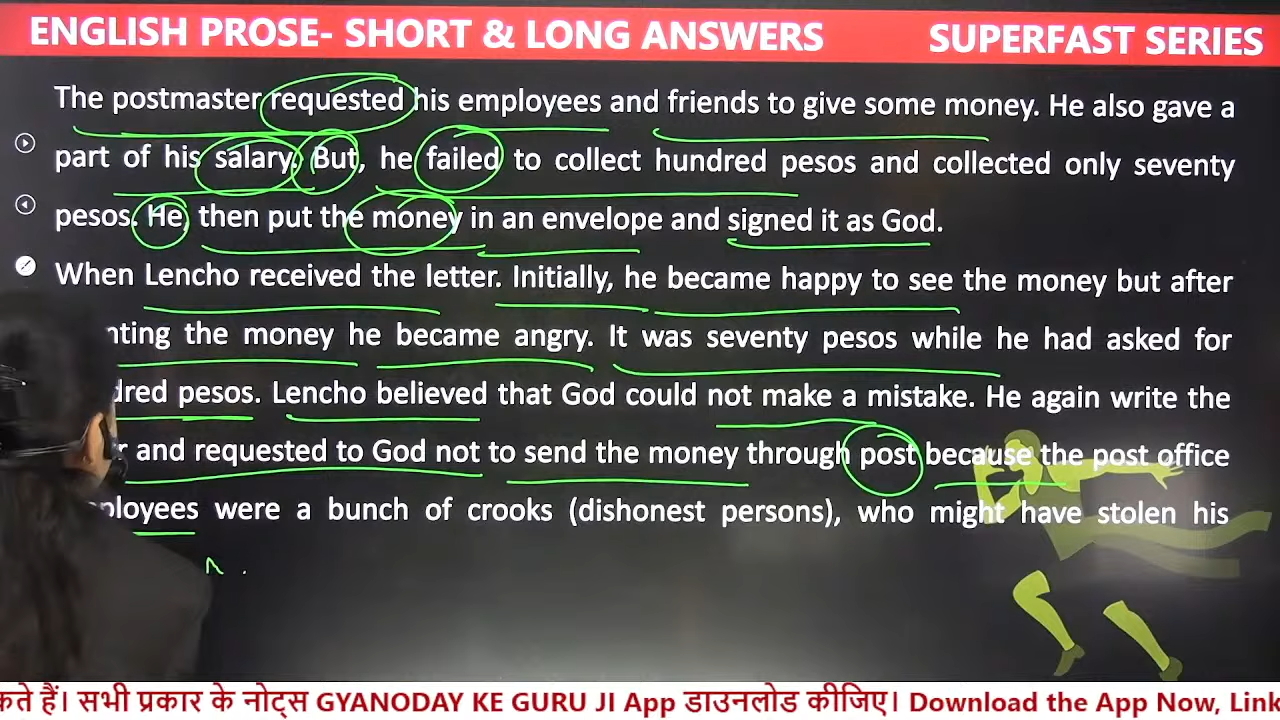 ENGLISH PROSE- SHORT & LONG ANSWERS
SUPERFAST SERIES
The postmaster requested his employees and friends to give some money. He also gave a
part of his salary. But, he failed to collect hundred pesos and collected only seventy
pesos. He, then put the money in an envelope and signed it as God.
When Lencho received the letter. Initially, he became happy to see the money but after
the money he became angry. It was seventy pesos while he had asked for
pesos. Lencho believed that God could not make a mistake. He again write the
and requested to God not to send the money through post because the post office
were a bunch of crooks (dishonest persons), who might have stolen his
हैं। सभी प्रकार के नोट्स GYANODAY KE GURU JI App डाउनलोड कीजिए। Download the App Now, Link